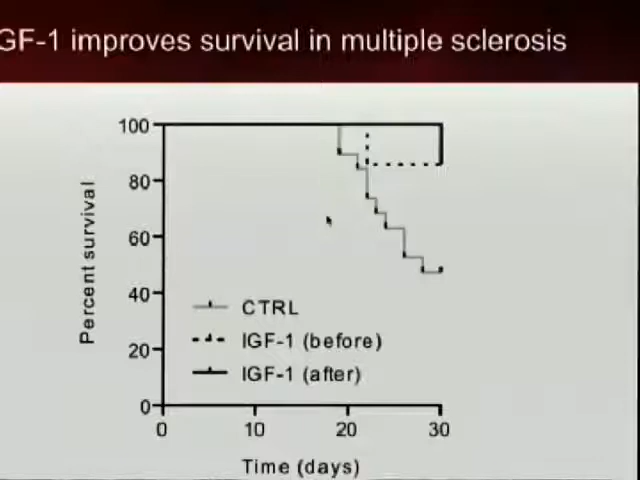 GF-1 improves survival in multiple sclerosis
100
80
60
40
20
0
Percent survival
CTRL
IGF-1 (before)
IGF-1 (after)
0 10 20 30
Time (days)